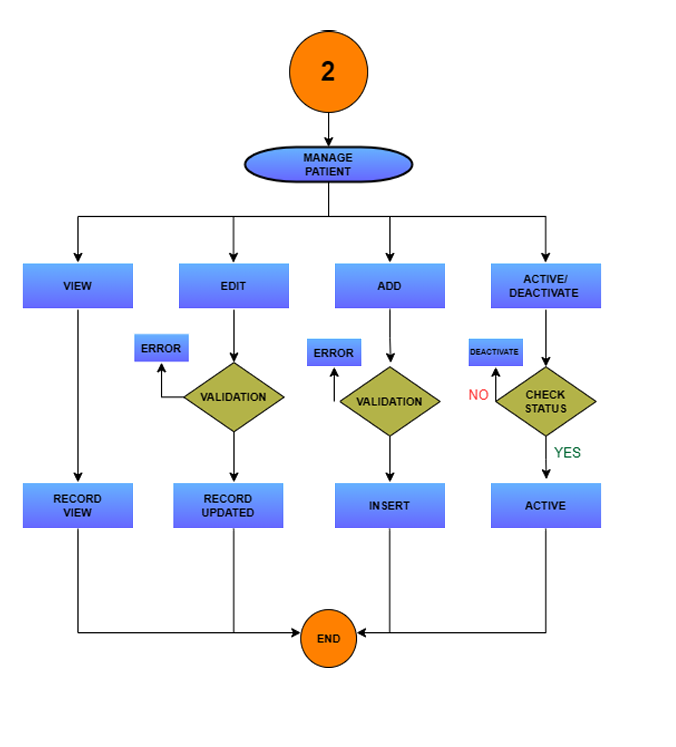 2
MANAGE
PATIENT
VIEW
EDIT
ADD
ACTIVE/
DEACTIVATE
ERROR
ERROR
DEACTIVATE
VALIDATION
VALIDATION
NO
CHECK
STATUS
YES
RECORD
VIEW
RECORD
UPDATED
INSERT
ACTIVE
END